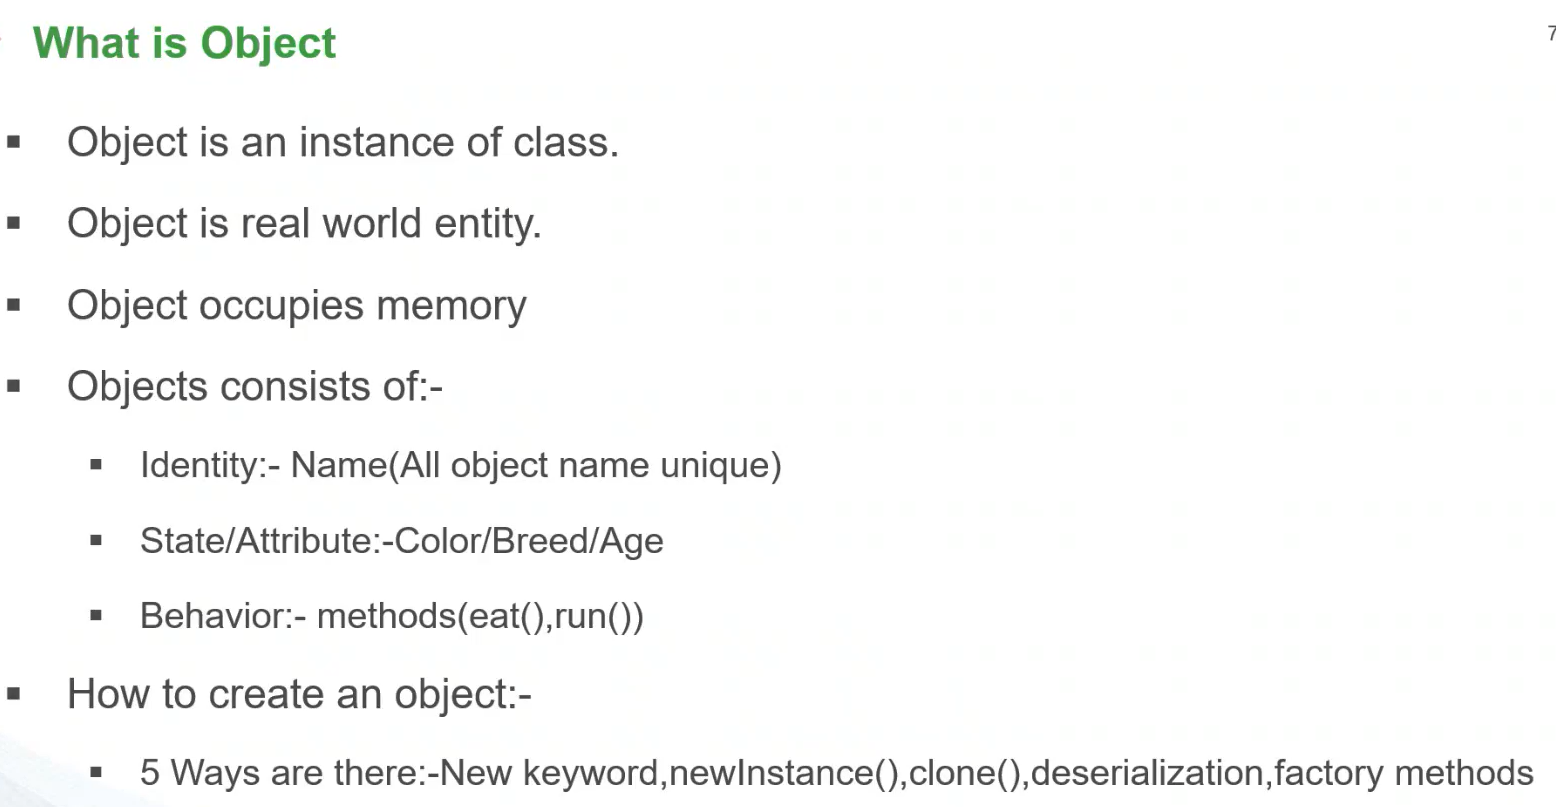 What is Object
7
▪ Object is an instance of class.
▪ Object is real world entity.
▪ Object occupies memory
▪ Objects consists of:-
▪ Identity:- Name(All object name unique)
▪ State/Attribute:-Color/Breed/Age
▪ Behavior:- methods(eat(),run())
▪ How to create an object:-
▪ 5 Ways are there:-New keyword,newInstance(),clone(),deserialization,factory methods